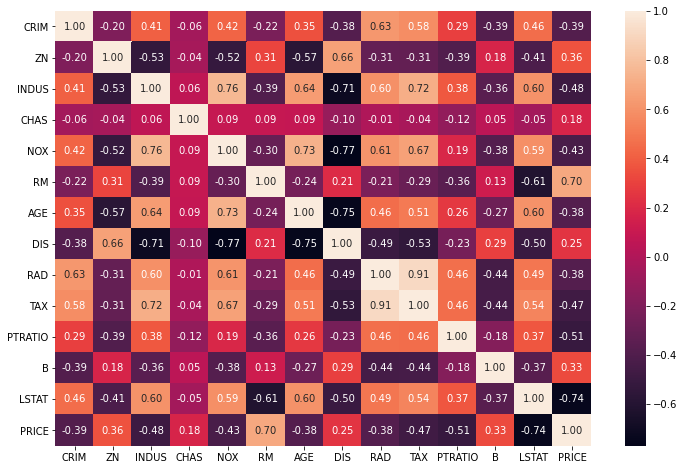 CRIM 1.00 -0.20 0.41 -0.06 0.42 -0.22 0.35 -0.38 0.63 0.58 0.29 -0.39 0.46 -0.39
ZN -0.20 1.00 -0.53 -0.04 -0.52 0.31 -0.57 0.66 -0.31 -0.31 -0.39 0.18 -0.41 0.36
INDUS 0.41 -0.53 1.00 0.06 0.76 -0.39 0.64 -0.71 0.60 0.72 0.38 -0.36 0.60 -0.48
CHAS -0.06 -0.04 0.06 1.00 0.09 0.09 0.09 -0.10 -0.01 -0.04 -0.12 0.05 -0.05 0.18
NOX 0.42 -0.52 0.76 0.09 1.00 -0.30 0.73 -0.77 0.61 0.67 0.19 -0.38 0.59 -0.43
RM -0.22 0.31 -0.39 0.09 -0.30 1.00 -0.24 0.21 -0.21 -0.29 -0.36 0.13 -0.61 0.70
AGE 0.35 -0.57 0.64 0.09 0.73 -0.24 1.00 -0.75 0.46 0.51 0.26 -0.27 0.60 -0.38
DIS -0.38 0.66 -0.71 -0.10 -0.77 0.21 -0.75 1.00 -0.49 -0.53 -0.23 0.29 -0.50 0.25
RAD 0.63 -0.31 0.60 -0.01 0.61 -0.21 0.46 -0.49 1.00 0.91 0.46 -0.44 0.49 -0.38
TAX 0.58 -0.31 0.72 -0.04 0.67 -0.29 0.51 -0.53 0.91 1.00 0.46 -0.44 0.54 -0.47
PTRATIO 0.29 -0.39 0.38 -0.12 0.19 -0.36 0.26 -0.23 0.46 0.46 1.00 -0.18 0.37 -0.51
B -0.39 0.18 -0.36 0.05 -0.38 0.13 -0.27 0.29 -0.44 -0.44 -0.18 1.00 -0.37 0.33
LSTAT 0.46 -0.41 0.60 -0.05 0.59 -0.61 0.60 -0.50 0.49 0.54 0.37 -0.37 1.00 -0.74
PRICE -0.39 0.36 -0.48 0.18 -0.43 0.70 -0.38 0.25 -0.38 -0.47 -0.51 0.33 -0.74 1.00
CRIM ZN INDUS CHAS NOX RM AGE DIS RAD TAX PTRATIO B LSTAT PRICE
1.0
0.8
0.6
0.4
0.2
0.0
-0.2
-0.4
-0.6